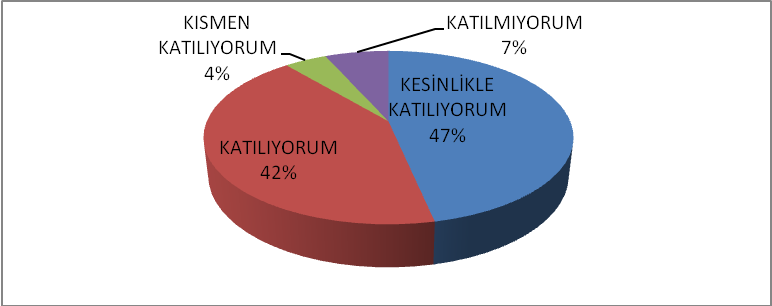 KISMEN
KATILIYORUM
4%
KATILMIYORUM
7%
KESİNLİKLE
KATILIYORUM
47%
KATILIYORUM
42%